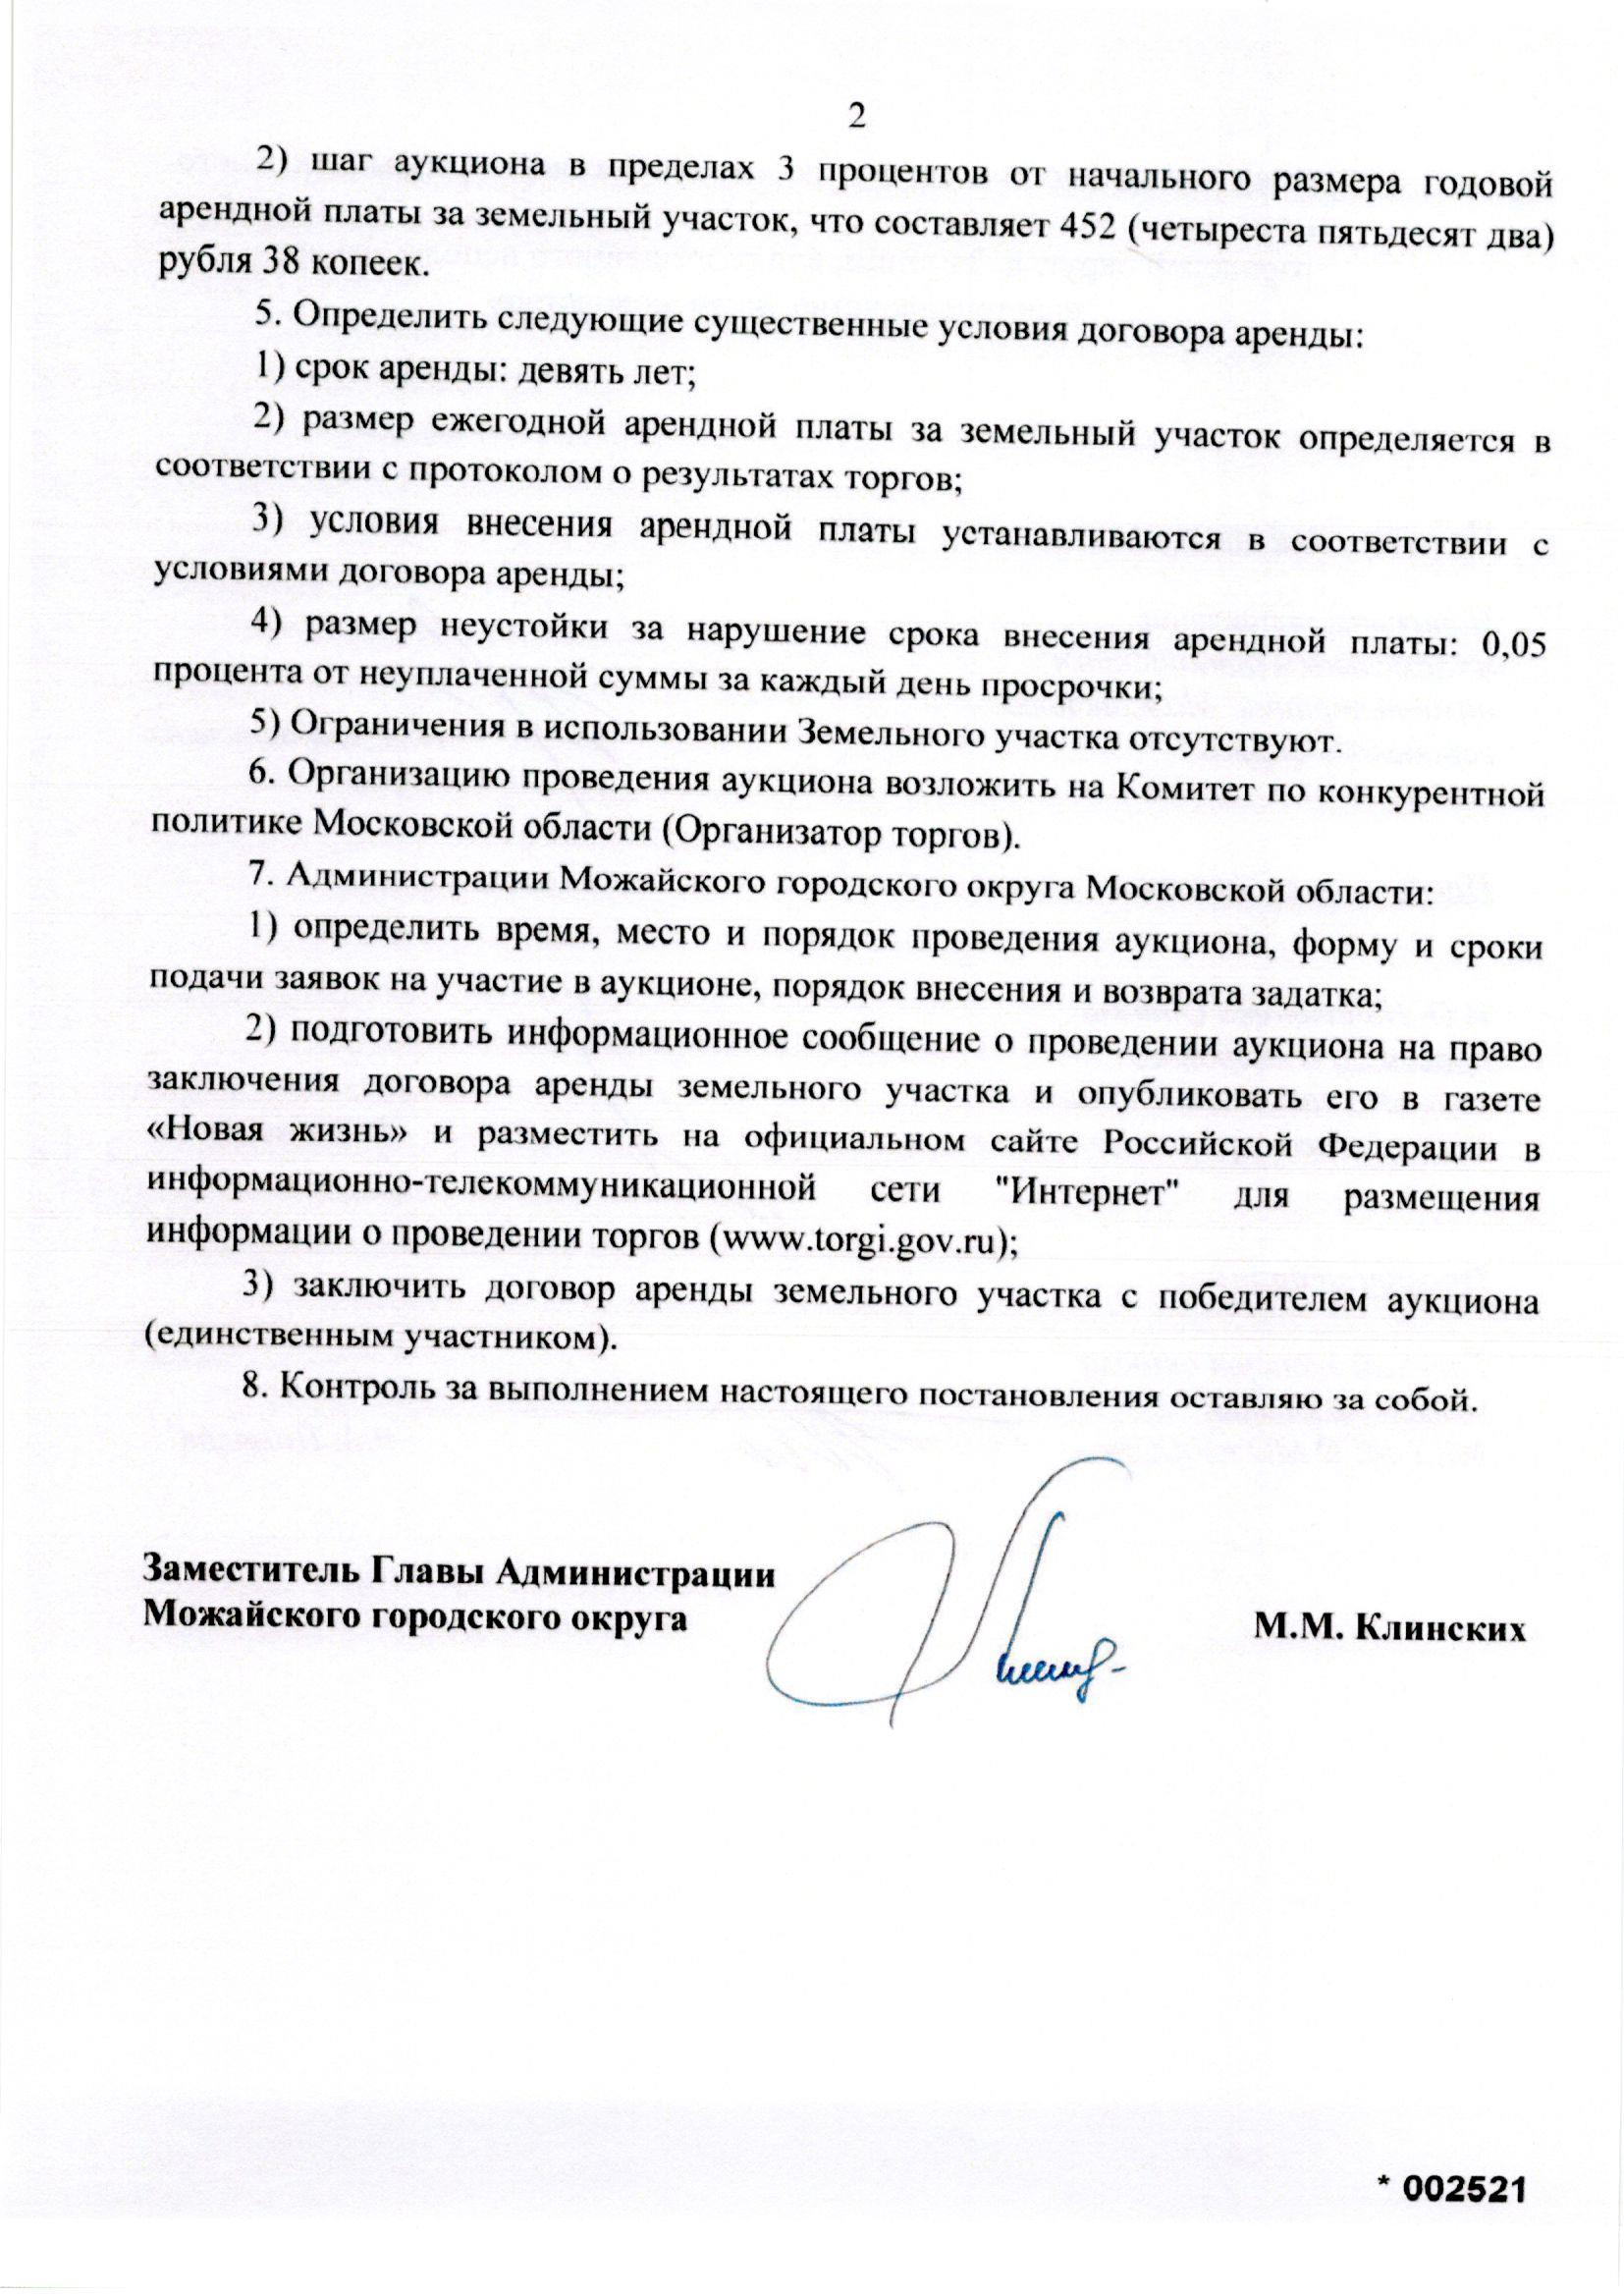 2
2) шаг аукциона в пределах 3 процентов от начального размера годовой
арендной платы за земельный участок, что составляет 452 (четыреста пятьдесят два)
рубля 38 копеек.
5. Определить следующие существенные условия договора аренды:
1) срок аренды: девять лет;
2) размер ежегодной арендной платы за земельный участок определяется в
соответствии с протоколом о результатах торгов;
3) условия внесения арендной платы устанавливаются в соответствии с
условиями договора аренды;
4) размер неустойки за нарушение срока внесения арендной платы: 0,05
процента от неуплаченной суммы за каждый день просрочки;
5) Ограничения в использовании Земельного участка отсутствуют.
6. Организацию проведения аукциона возложить на Комитет по конкурентной
политике Московской области (Организатор торгов).
7. Администрации Можайского городского округа Московской области:
1) определить время, место и порядок проведения аукциона, форму и сроки
подачи заявок на участие в аукционе, порядок внесения и возврата задатка;
2) подготовить информационное сообщение о проведении аукциона на право
заключения договора аренды земельного участка и опубликовать его в газете
«Новая жизнь» и разместить на официальном сайте Российской Федерации в
информационно-телекоммуникационной сети "Интернет" для размещения
информации о проведении торгов (www.torgi.gov.ru);
3) заключить договор аренды земельного участка с победителем аукциона
(единственным участником).
8. Контроль за выполнением настоящего постановления оставляю за собой.
Заместитель Главы Администрации
Можайского городского округа
М.М. Клинских
* 002521